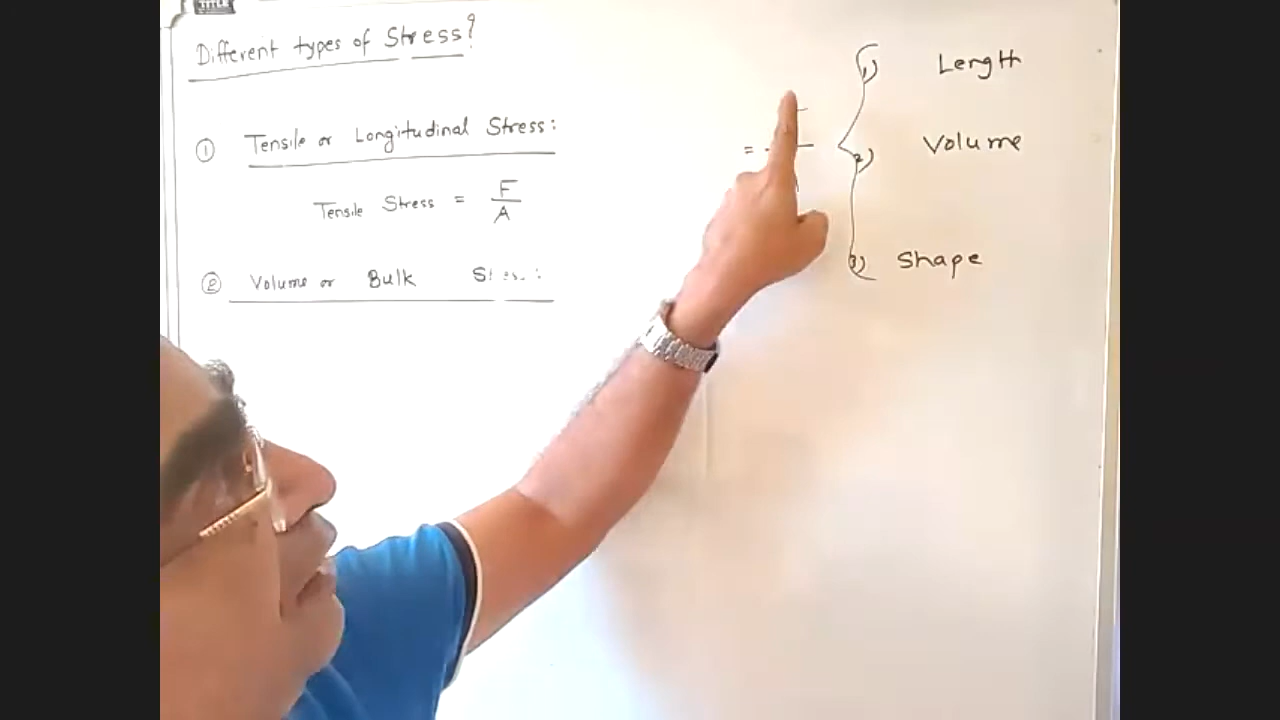 TITLE
Different types of Stress?
① Tensile or Longitudinal Stress:
Tensile Stress = F/A
② Volume or Bulk
=
1) Length
2) Volume
3) Shape